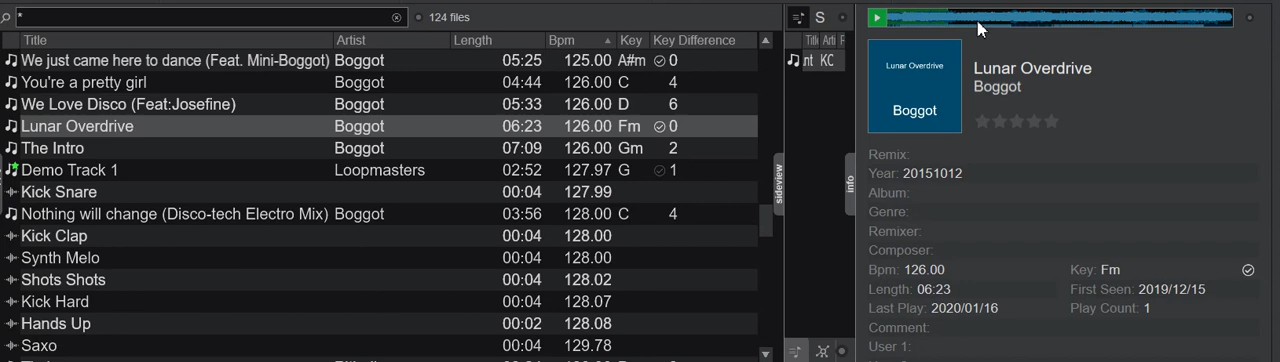 * 124 files
Title Artist Length Bpm Key Key Difference
We just came here to dance (Feat. Mini-Boggot) Boggot 05:25 125.00 A#m 0
You're a pretty girl Boggot 04:44 126.00 C 4
We Love Disco (Feat:Josefine) Boggot 05:33 126.00 D 6
Lunar Overdrive Boggot 06:23 126.00 Fm 0
The Intro Boggot 07:09 126.00 Gm 2
Demo Track 1 Loopmasters 02:52 127.97 G 1
Kick Snare 00:04 127.99
Nothing will change (Disco-tech Electro Mix) Boggot 03:56 128.00 C 4
Kick Clap 00:04 128.00
Synth Melo 00:04 128.00
Shots Shots 00:04 128.02
Kick Hard 00:04 128.07
Hands Up 00:02 128.08
Saxo 00:04 129.78
sideview
S
Titl Arti
nt KC
info
Lunar Overdrive
Boggot
Lunar Overdrive
Boggot
Remix:
Year: 20151012
Album:
Genre:
Remixer:
Composer:
Bpm: 126.00 Key: Fm
Length: 06:23 First Seen: 2019/12/15
Last Play: 2020/01/16 Play Count: 1
Comment:
User 1: